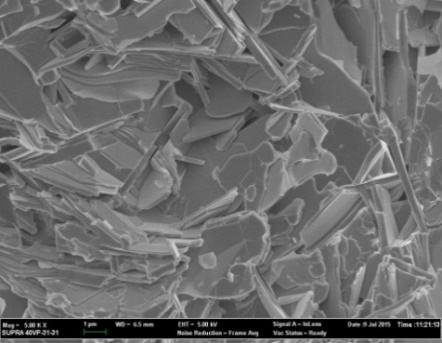 Mag = 5.00 K X 1 µm WD = 6.5 mm EHT = 5.00 kV Signal A = InLens Date :9 Jul 2015 Time :11:21:13
SUPRA 40VP-31-31 Noise Reduction = Frame Avg Vac Status = Ready